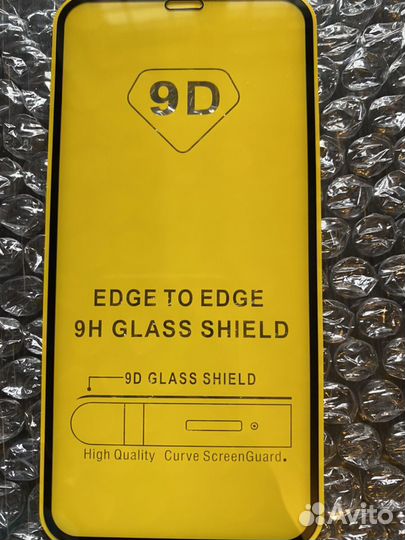 9D
EDGE TO EDGE
9H GLASS SHIELD
9D GLASS SHIELD
High Quality Curve ScreenGuard.
Avito